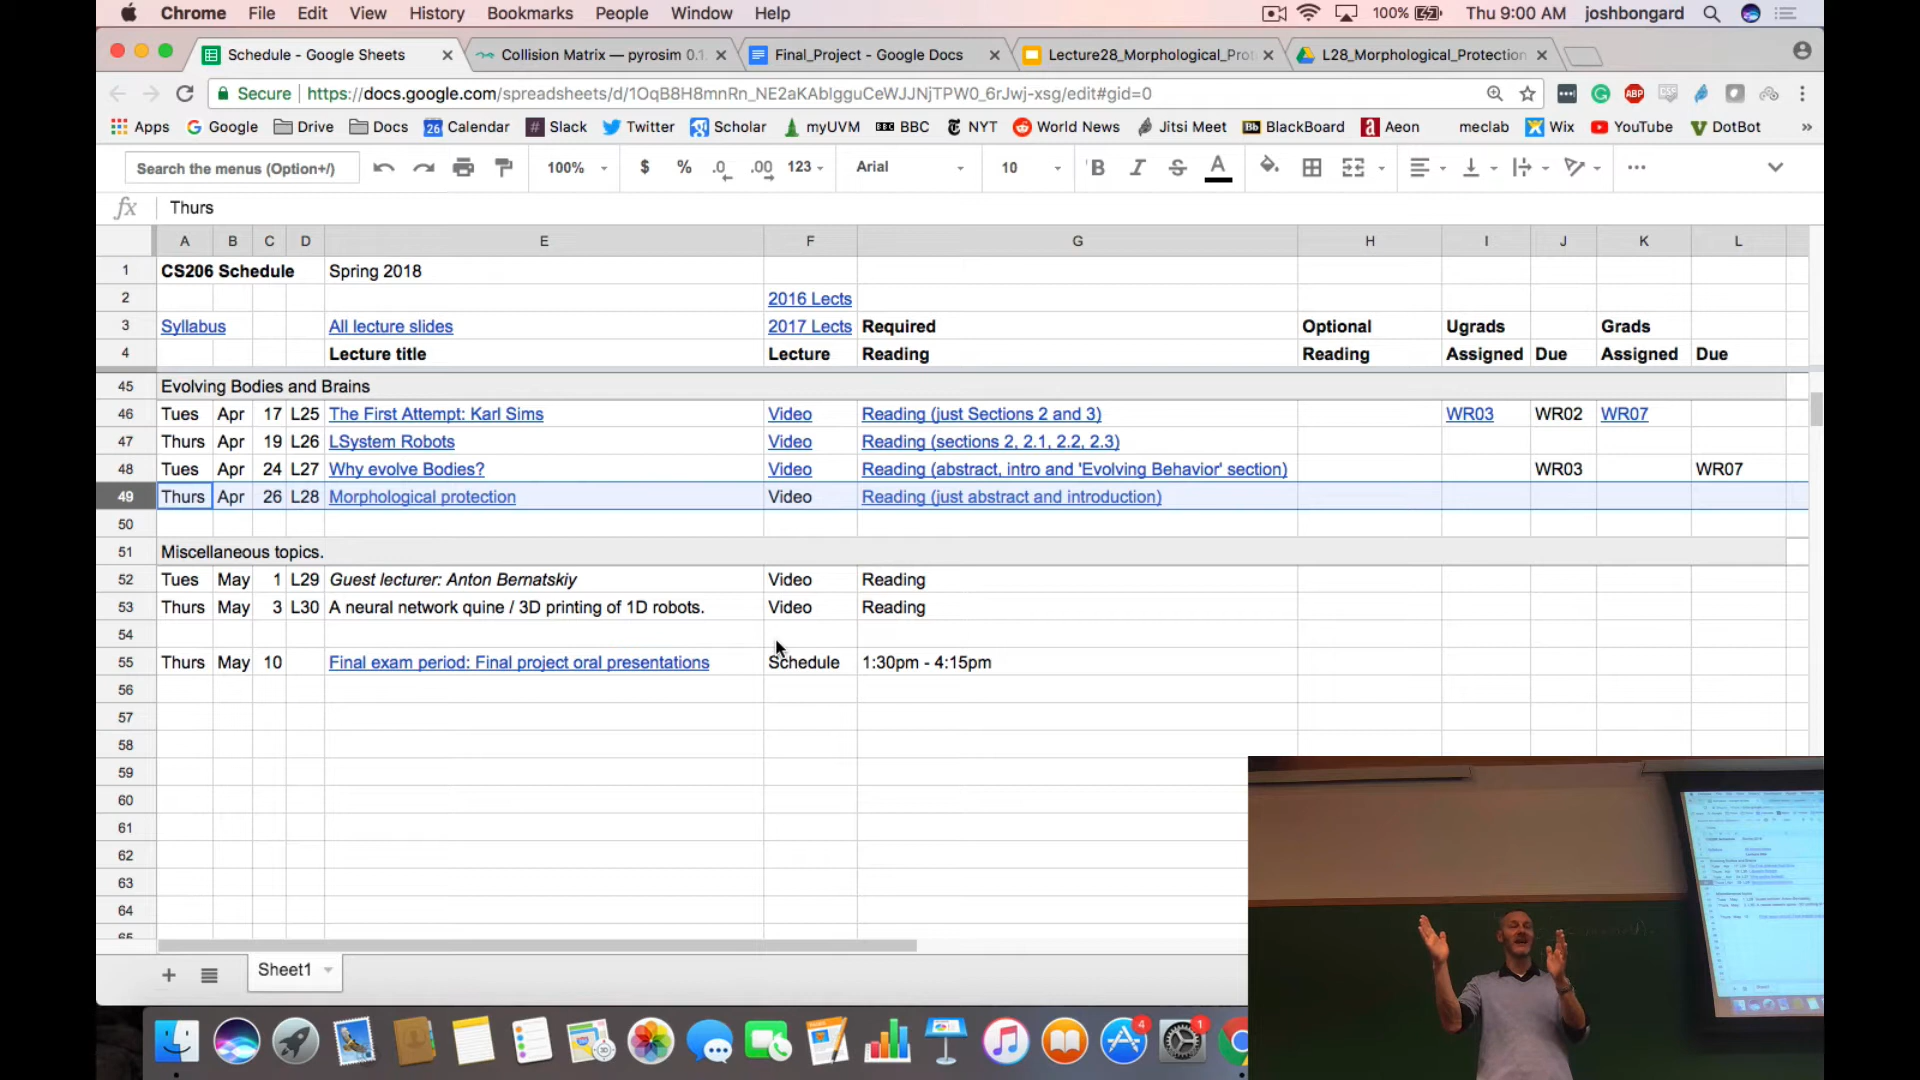 Chrome File Edit View History Bookmarks People Window Help 100% Thu 9:00 AM joshbongard
Schedule - Google Sheets Collision Matrix — pyrosim 0.1. Final_Project - Google Docs Lecture28_Morphological_Prot L28_Morphological_Protection
Secure https://docs.google.com/spreadsheets/d/1OqB8H8mnRn_NE2aKAblgguCeWJJNjTPW0_6rJwj-xsg/edit#gid=0
Apps Google Drive Docs 26 Calendar Slack Twitter Scholar myUVM BBC BBC NYT World News Jitsi Meet Bb BlackBoard a Aeon meclab Wix YouTube DotBot »
Search the menus (Option+/) 100% $ % .0 .00 123 Arial 10 B I S A
fx Thurs
A B C D E F G H I J K L
1 CS206 Schedule Spring 2018
2 2016 Lects
3 Syllabus All lecture slides 2017 Lects Required Optional Ugrads Grads
4 Lecture title Lecture Reading Reading Assigned Due Assigned Due
45 Evolving Bodies and Brains
46 Tues Apr 17 L25 The First Attempt: Karl Sims Video Reading (just Sections 2 and 3) WR03 WR02 WR07
47 Thurs Apr 19 L26 LSystem Robots Video Reading (sections 2, 2.1, 2.2, 2.3)
48 Tues Apr 24 L27 Why evolve Bodies? Video Reading (abstract, intro and 'Evolving Behavior' section) WR03 WR07
49 Thurs Apr 26 L28 Morphological protection Video Reading (just abstract and introduction)
50
51 Miscellaneous topics.
52 Tues May 1 L29 Guest lecturer: Anton Bernatskiy Video Reading
53 Thurs May 3 L30 A neural network quine / 3D printing of 1D robots. Video Reading
54
55 Thurs May 10 Final exam period: Final project oral presentations Schedule 1:30pm - 4:15pm
56
57
58
59
60
61
62
63
64
65
+ Sheet1
4 1